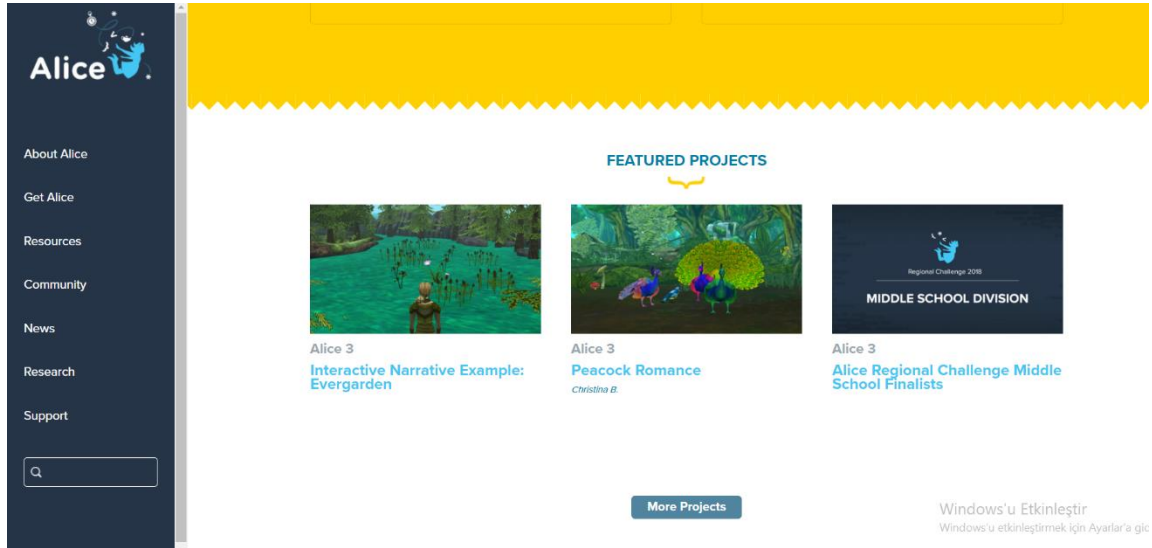 Alice
About Alice
Get Alice
Resources
Community
News
Research
Support
FEATURED PROJECTS
Alice 3
Interactive Narrative Example:
Evergarden
Alice 3
Peacock Romance
Christina B.
Regional Challenge 2018
MIDDLE SCHOOL DIVISION
Alice 3
Alice Regional Challenge Middle
School Finalists
More Projects
Windows'u Etkinleştir
Windows'u etkinleştirmek için Ayarlar'a gid